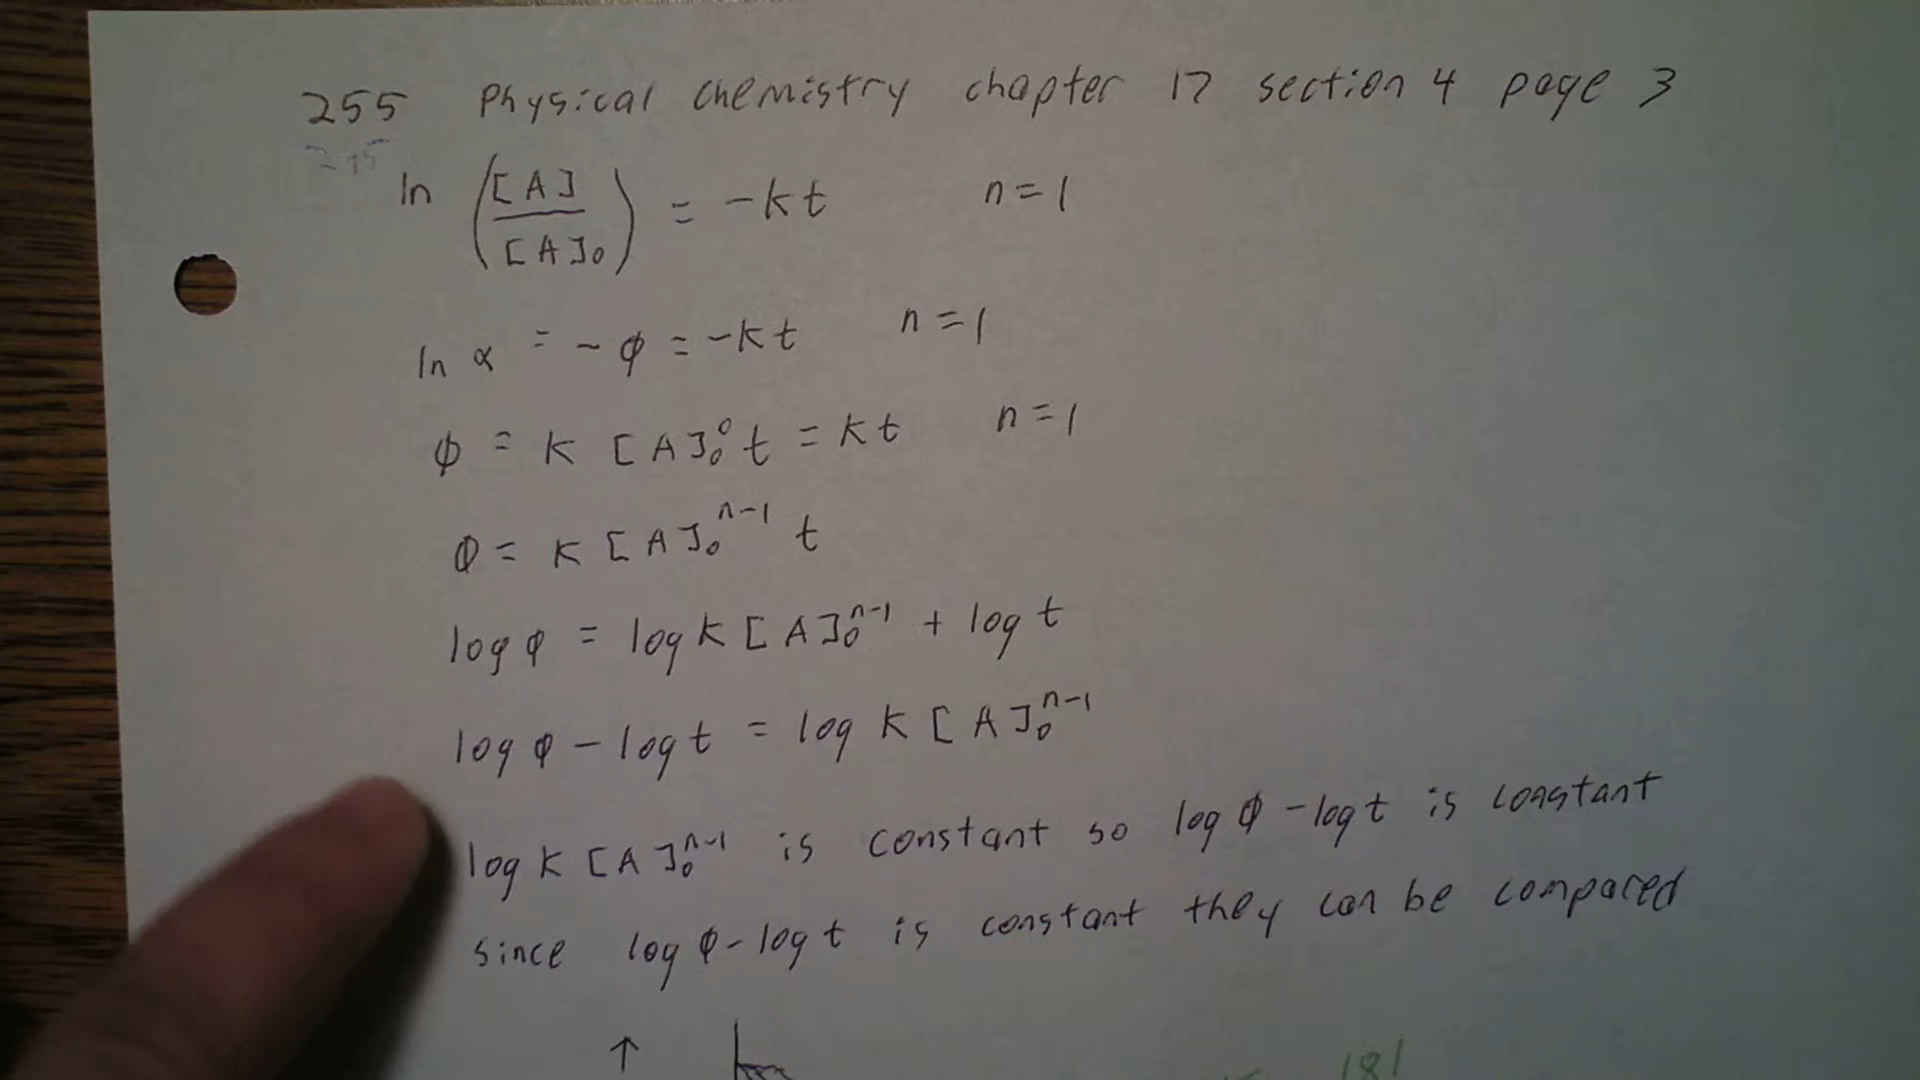 255 Physical chemistry chapter 17 section 4 page 3
ln ([A]/[A]₀) = -kt n=1
ln α = -φ = -kt n=1
φ = k [A]₀⁰ t = kt n=1
φ = k [A]₀ⁿ⁻¹ t
log φ = log k [A]₀ⁿ⁻¹ + log t
log φ - log t = log k [A]₀ⁿ⁻¹
log k [A]₀ⁿ⁻¹ is constant so log φ - log t is constant
since log φ - log t is constant they can be compared
181